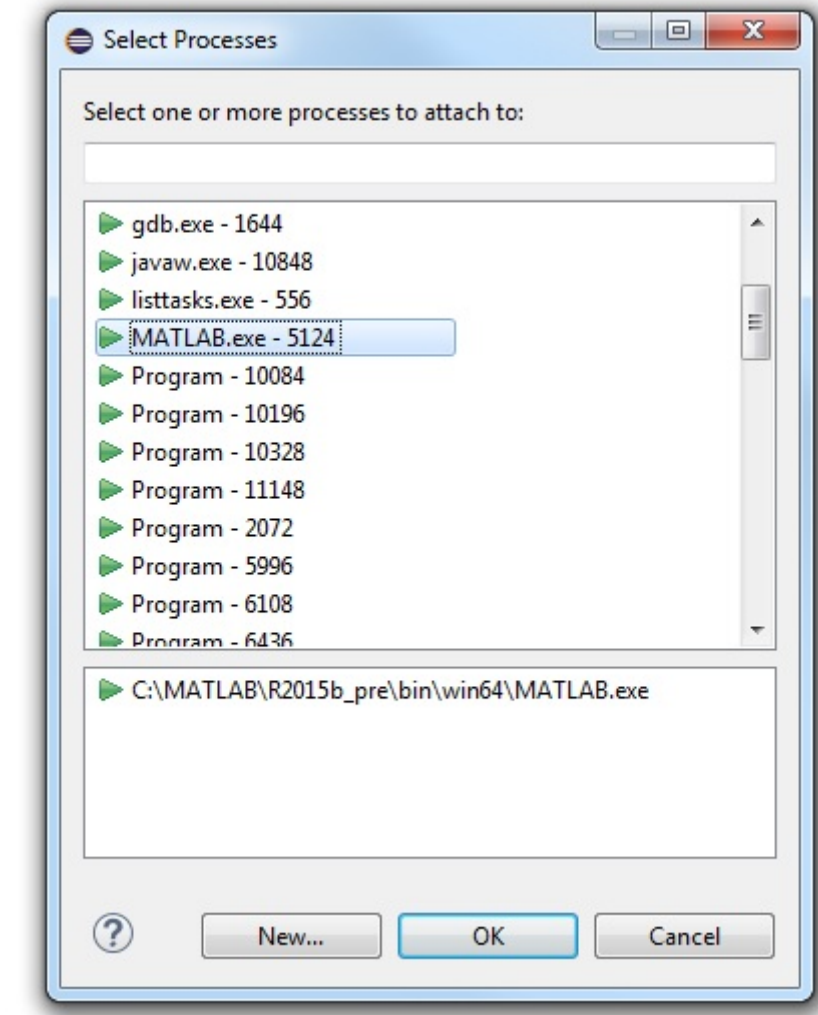 Select Processes
Select one or more processes to attach to:
gdb.exe - 1644
javaw.exe - 10848
listtasks.exe - 556
MATLAB.exe - 5124
Program - 10084
Program - 10196
Program - 10328
Program - 11148
Program - 2072
Program - 5996
Program - 6108
Program - 6436
C:\MATLAB\R2015b_pre\bin\win64\MATLAB.exe
? New... OK Cancel